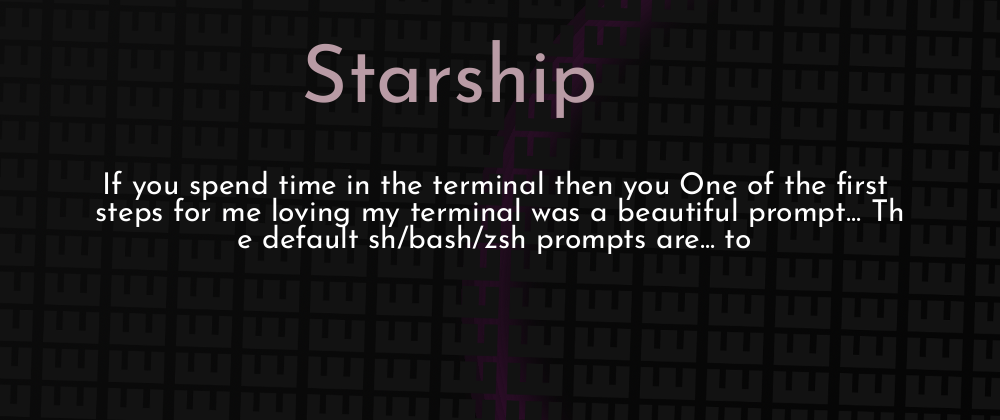 Starship
If you spend time in the terminal then you One of the first
steps for me loving my terminal was a beautiful prompt... Th
e default sh/bash/zsh prompts are... to